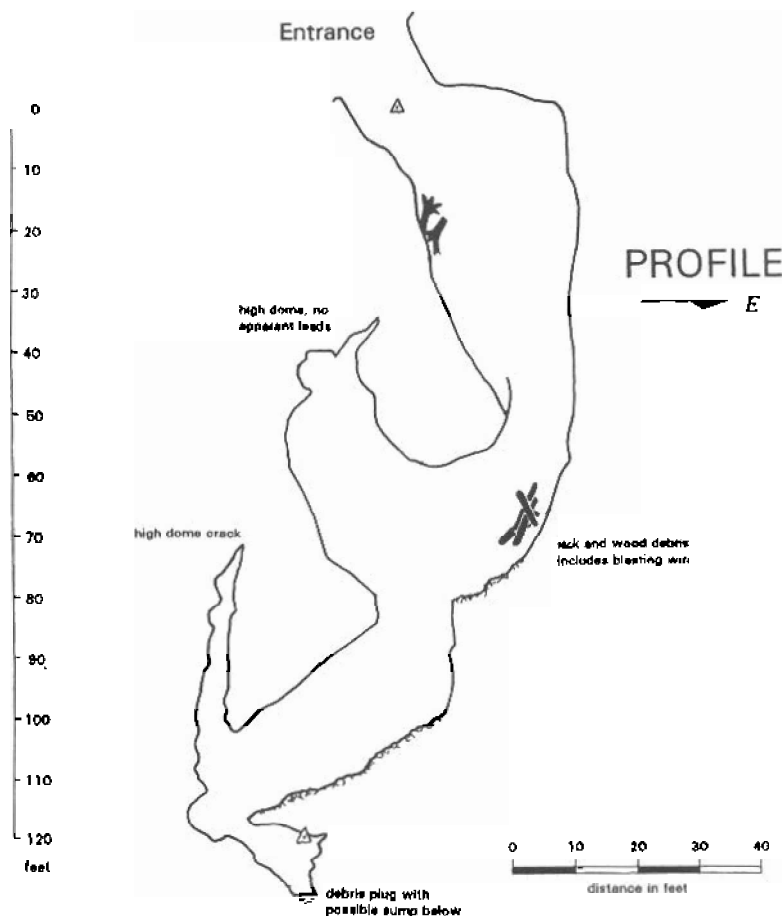 Entrance
0
10
20
30
40
50
60
70
80
90
100
110
120
feet
PROFILE
E
high dome, no
apparant leads
high dome crack
and wood debris
includes blasting
0 10 20 30 40
distance in feet
debris plug with
possible sump below